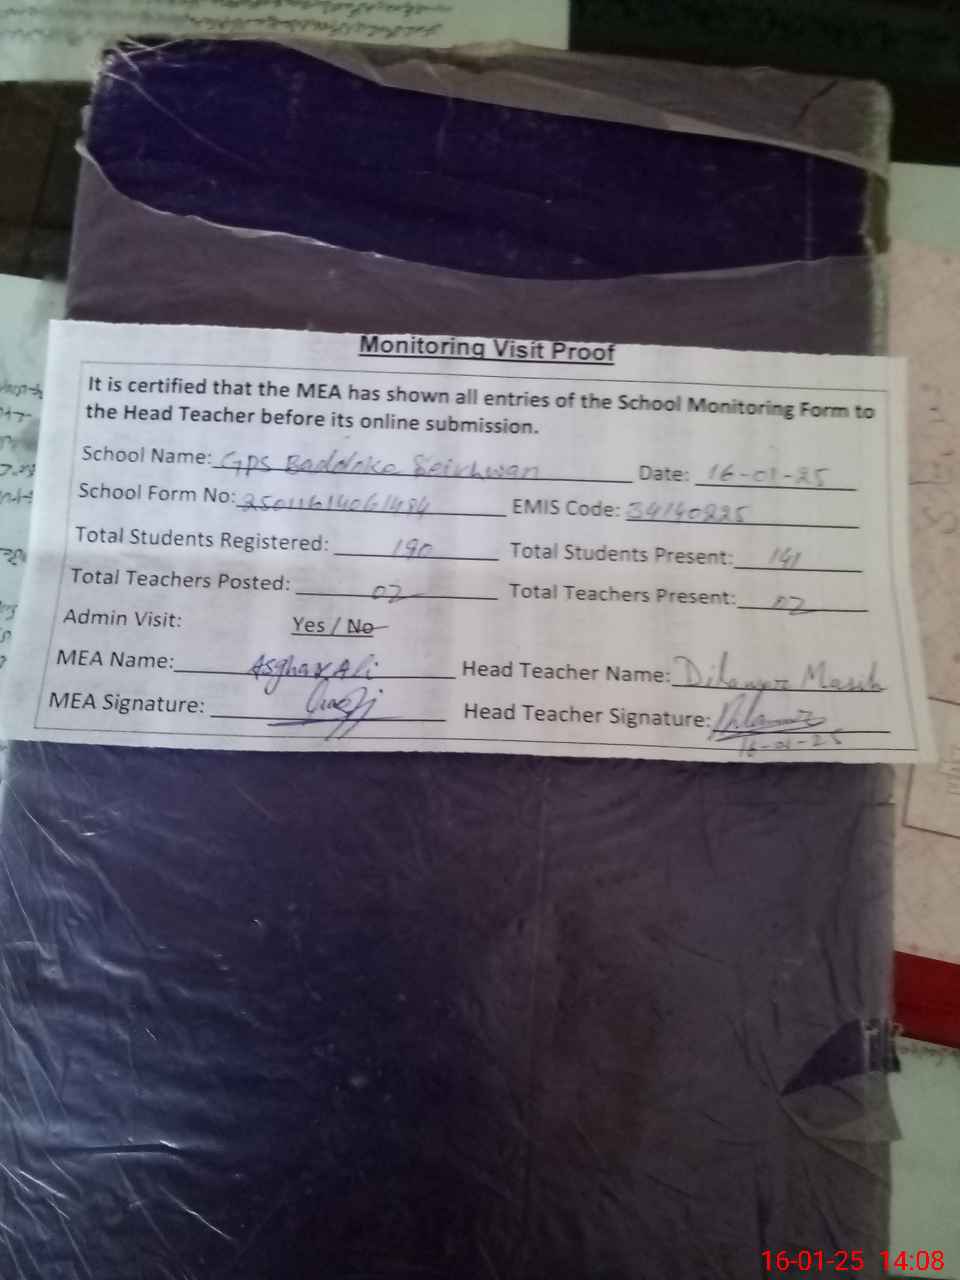 Monitoring Visit Proof
It is certified that the MEA has shown all entries of the School Monitoring Form to
the Head Teacher before its online submission.
School Name: GPS Baddoke Date: 16-01-25
School Form No: EMIS Code: 34140225
Total Students Registered: 190 Total Students Present: 141
Total Teachers Posted: 02 Total Teachers Present: 02
Admin Visit: Yes / No
MEA Name: Asghar Ali Head Teacher Name: Masih
MEA Signature: Head Teacher Signature:
16-01-25
16-01-25 14:08